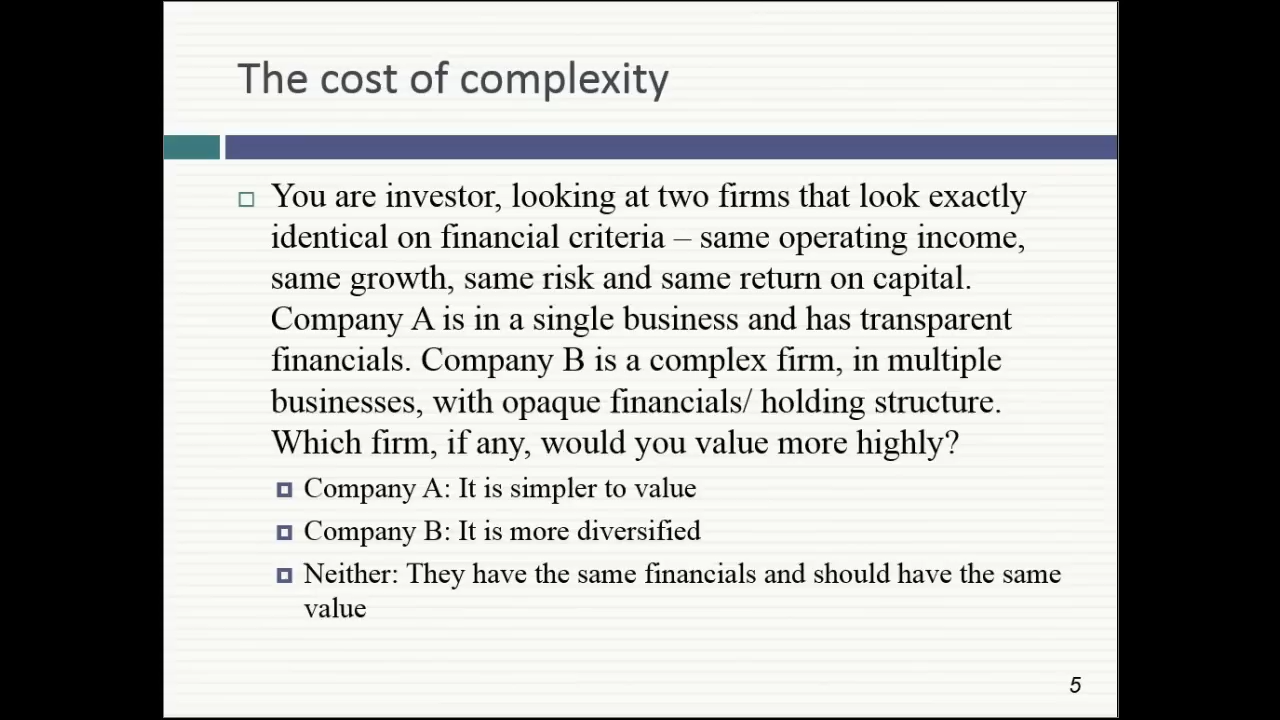 The cost of complexity
You are investor, looking at two firms that look exactly
identical on financial criteria – same operating income,
same growth, same risk and same return on capital.
Company A is in a single business and has transparent
financials. Company B is a complex firm, in multiple
businesses, with opaque financials/ holding structure.
Which firm, if any, would you value more highly?
Company A: It is simpler to value
Company B: It is more diversified
Neither: They have the same financials and should have the same
value
5